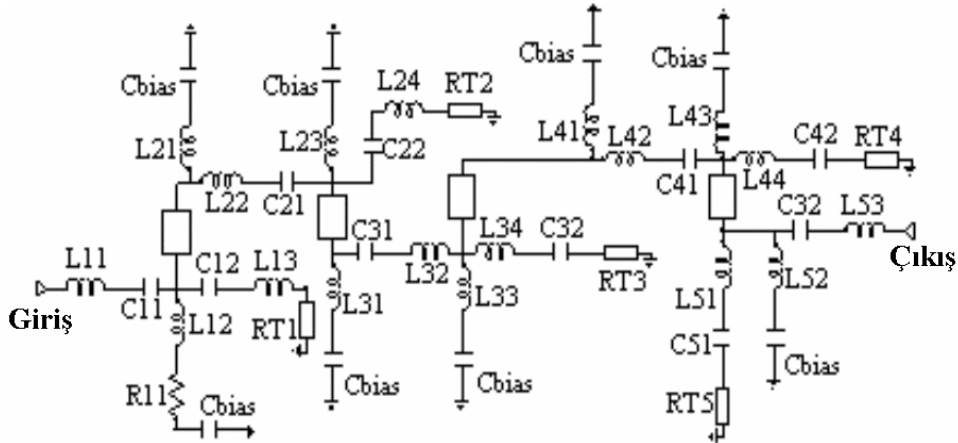 Cbias
Cbias
Cbias
Cbias
L24
RT2
L21
L23
C22
L41
L42
L43
C42
RT4
L22
C21
C41
L44
C31
L34
C32
C32
L53
L11
C12
L13
L32
RT3
Çıkış
Giriş
C11
L12
RT1
L31
L33
L51
L52
R11
Cbias
Cbias
Cbias
C51
Cbias
RT5